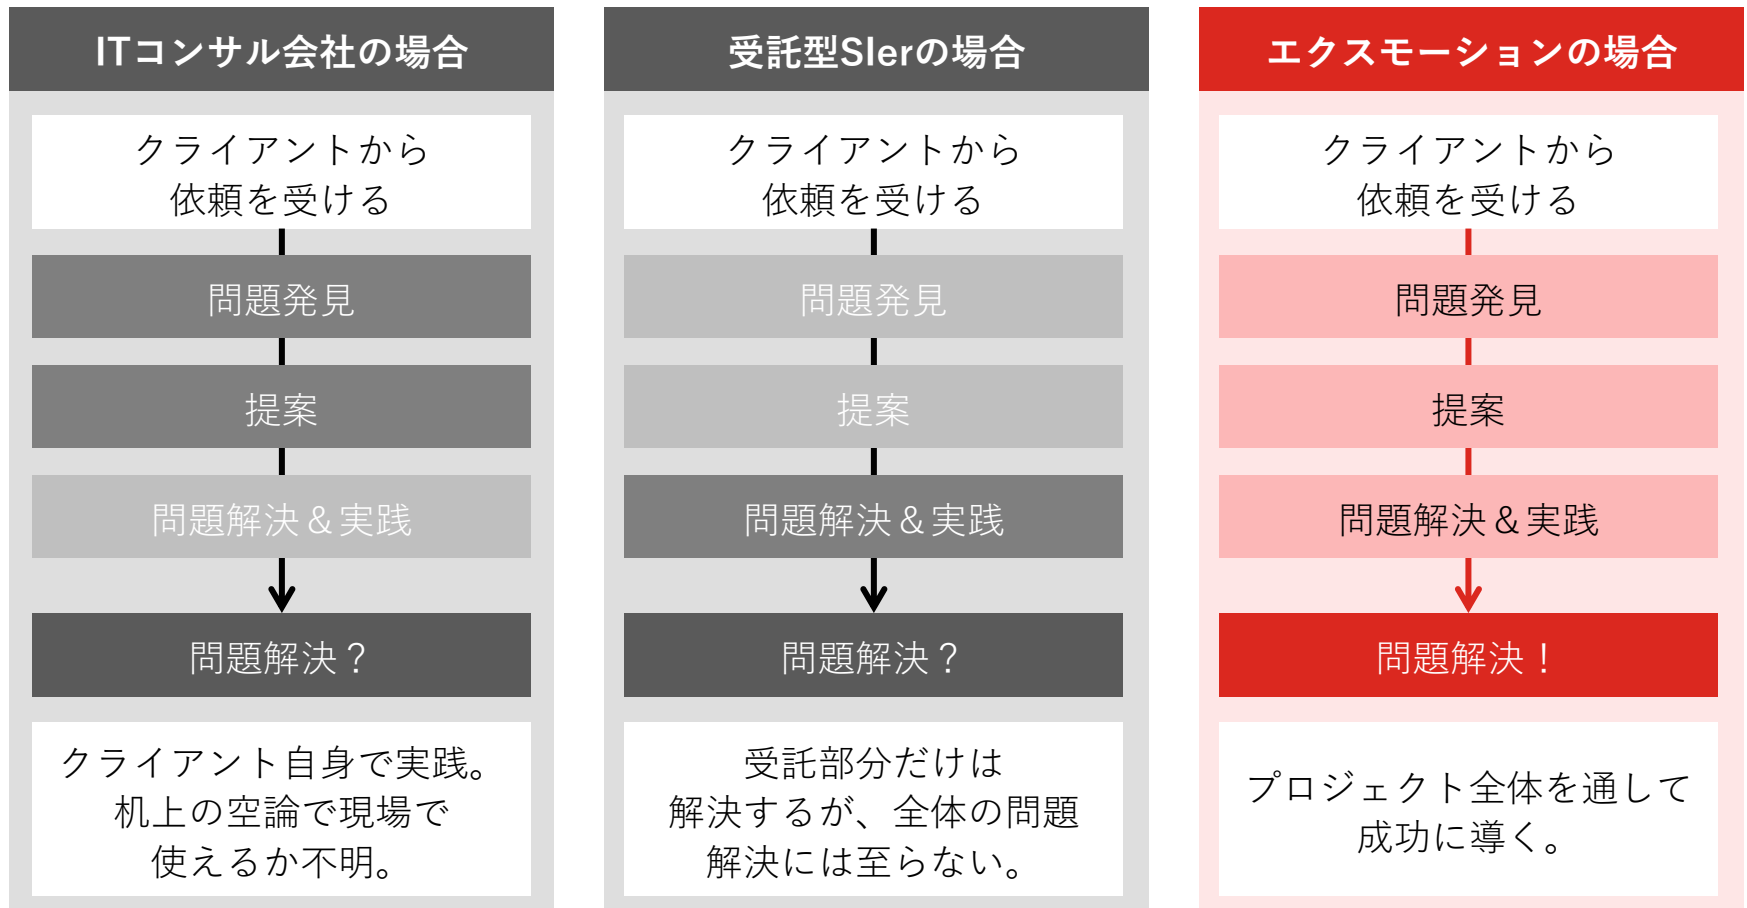 ITコンサル会社の場合
クライアントから
依頼を受ける
問題発見
提案
問題解決＆実践
問題解決？
クライアント自身で実践。
机上の空論で現場で
使えるか不明。
受託型SIerの場合
クライアントから
依頼を受ける
問題発見
提案
問題解決＆実践
問題解決？
受託部分だけは
解決するが、全体の問題
解決には至らない。
エクスモーションの場合
クライアントから
依頼を受ける
問題発見
提案
問題解決＆実践
問題解決！
プロジェクト全体を通して
成功に導く。